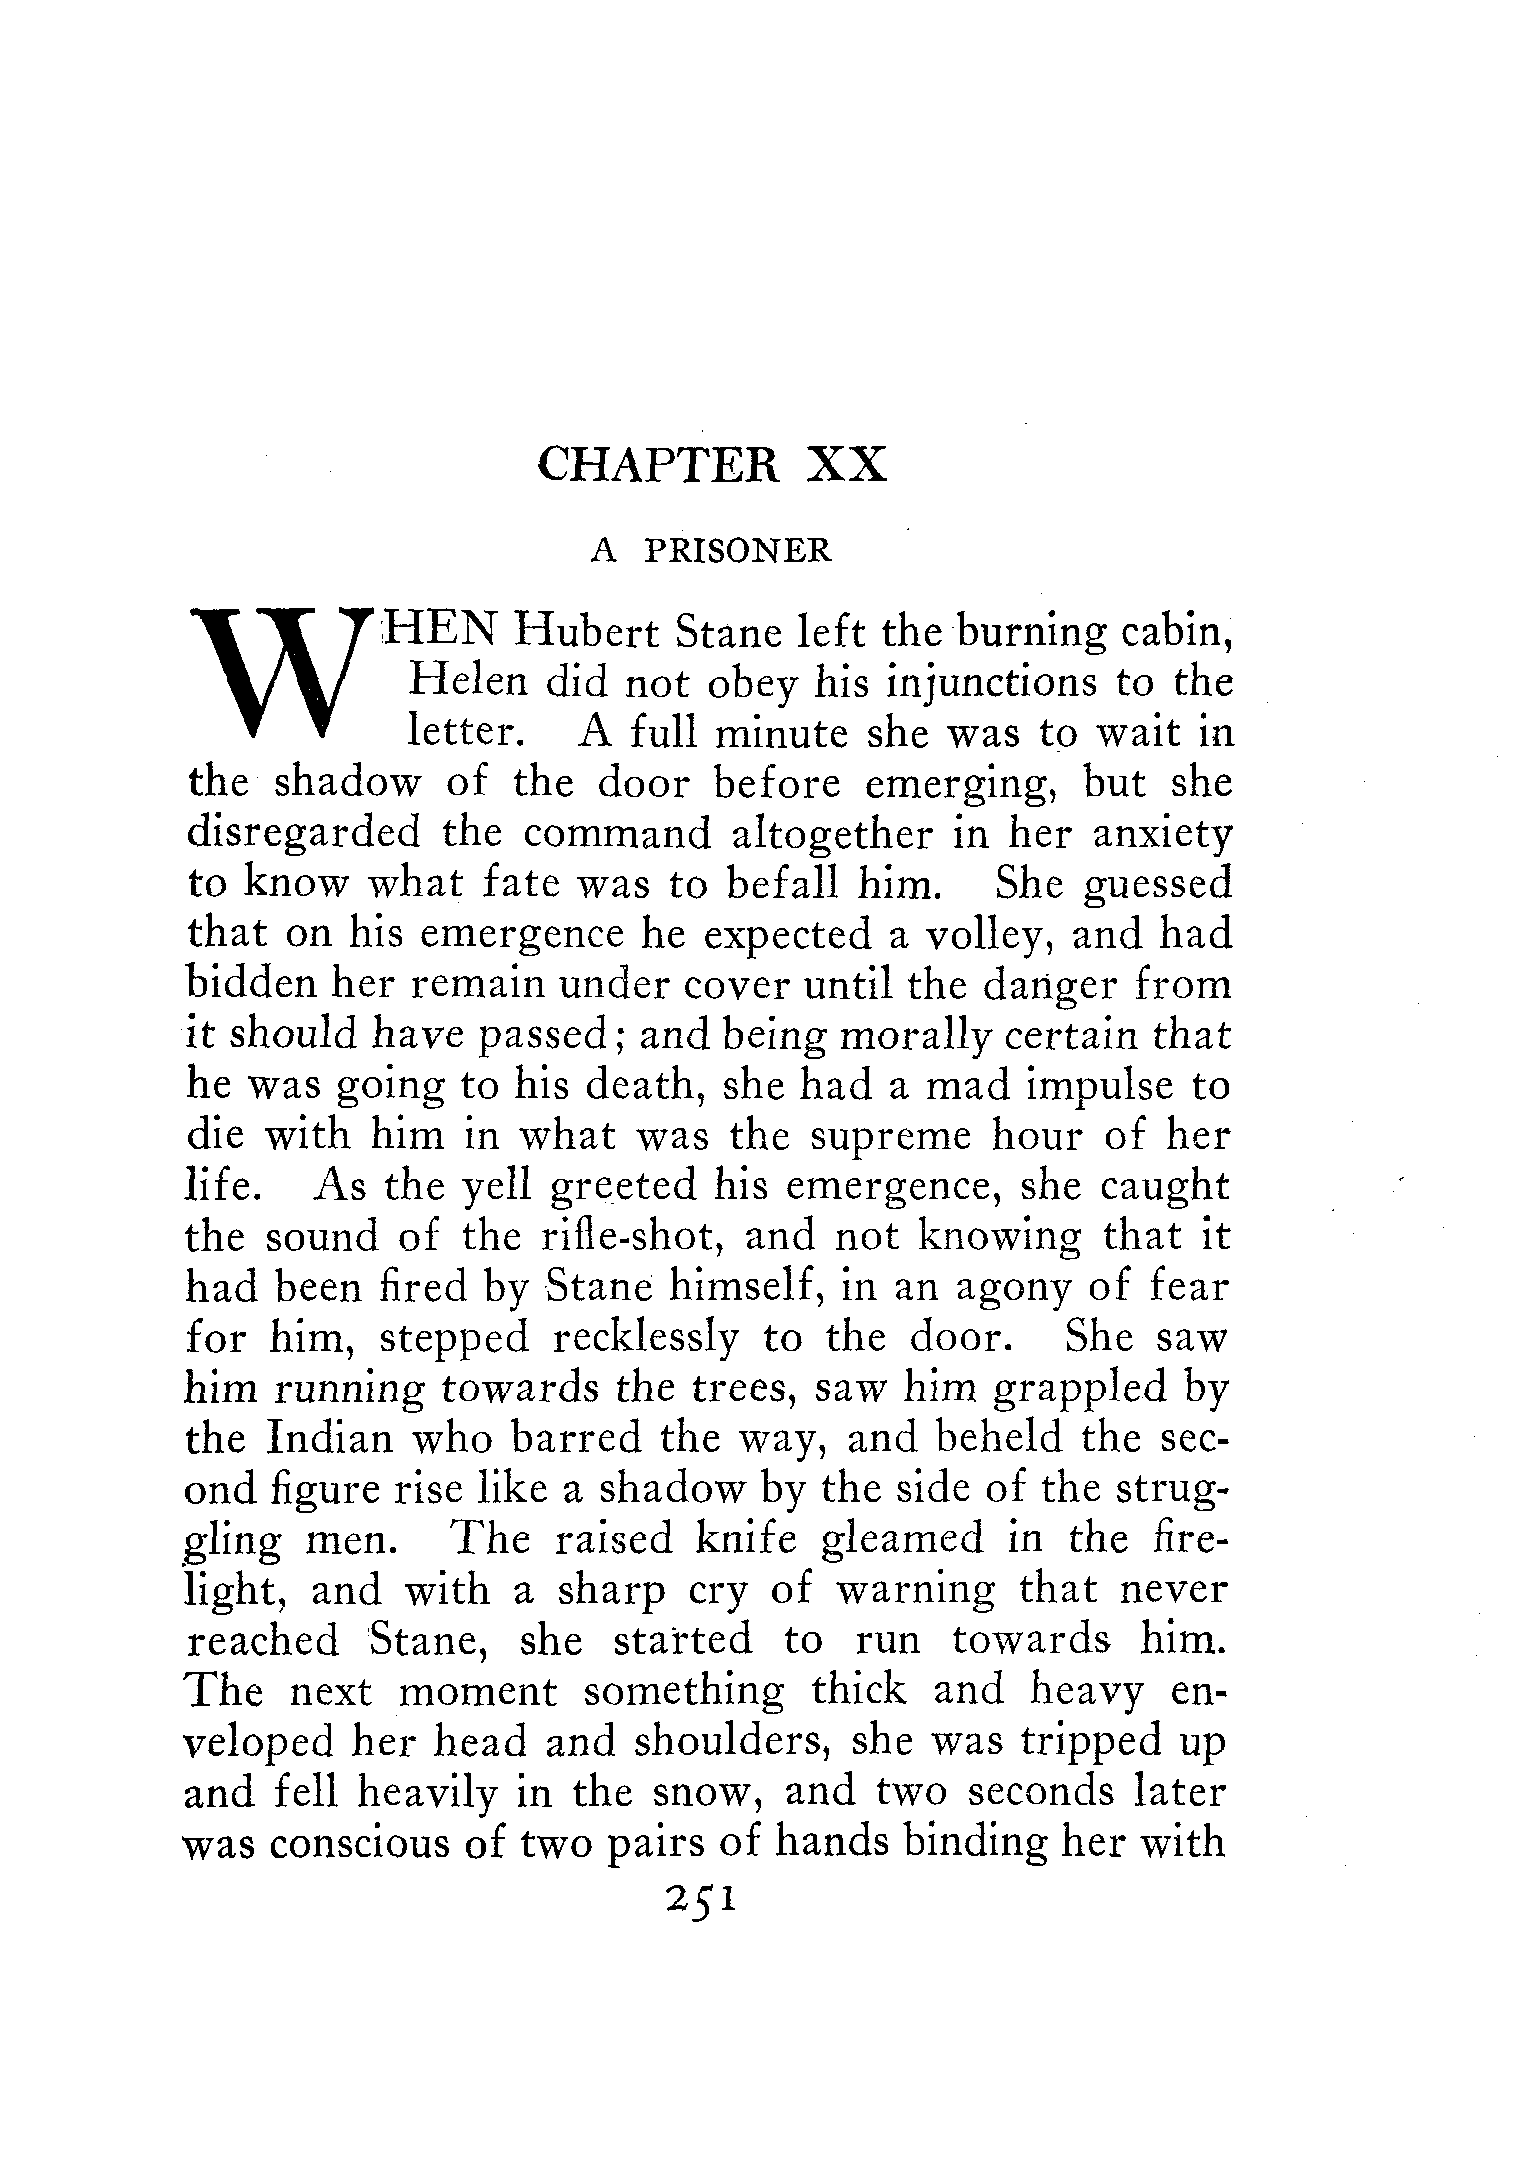 CHAPTER XX
A PRISONER
WHEN Hubert Stane left the burning cabin,
Helen did not obey his injunctions to the
letter. A full minute she was to wait in
the shadow of the door before emerging, but she
disregarded the command altogether in her anxiety
to know what fate was to befall him. She guessed
that on his emergence he expected a volley, and had
bidden her remain under cover until the danger from
it should have passed; and being morally certain that
he was going to his death, she had a mad impulse to
die with him in what was the supreme hour of her
life. As the yell greeted his emergence, she caught
the sound of the rifle-shot, and not knowing that it
had been fired by Stane himself, in an agony of fear
for him, stepped recklessly to the door. She saw
him running towards the trees, saw him grappled by
the Indian who barred the way, and beheld the sec-
ond figure rise like a shadow by the side of the strug-
gling men. The raised knife gleamed in the fire-
light, and with a sharp cry of warning that never
reached Stane, she started to run towards him.
The next moment something thick and heavy en-
veloped her head and shoulders, she was tripped up
and fell heavily in the snow, and two seconds later
was conscious of two pairs of hands binding her with
251